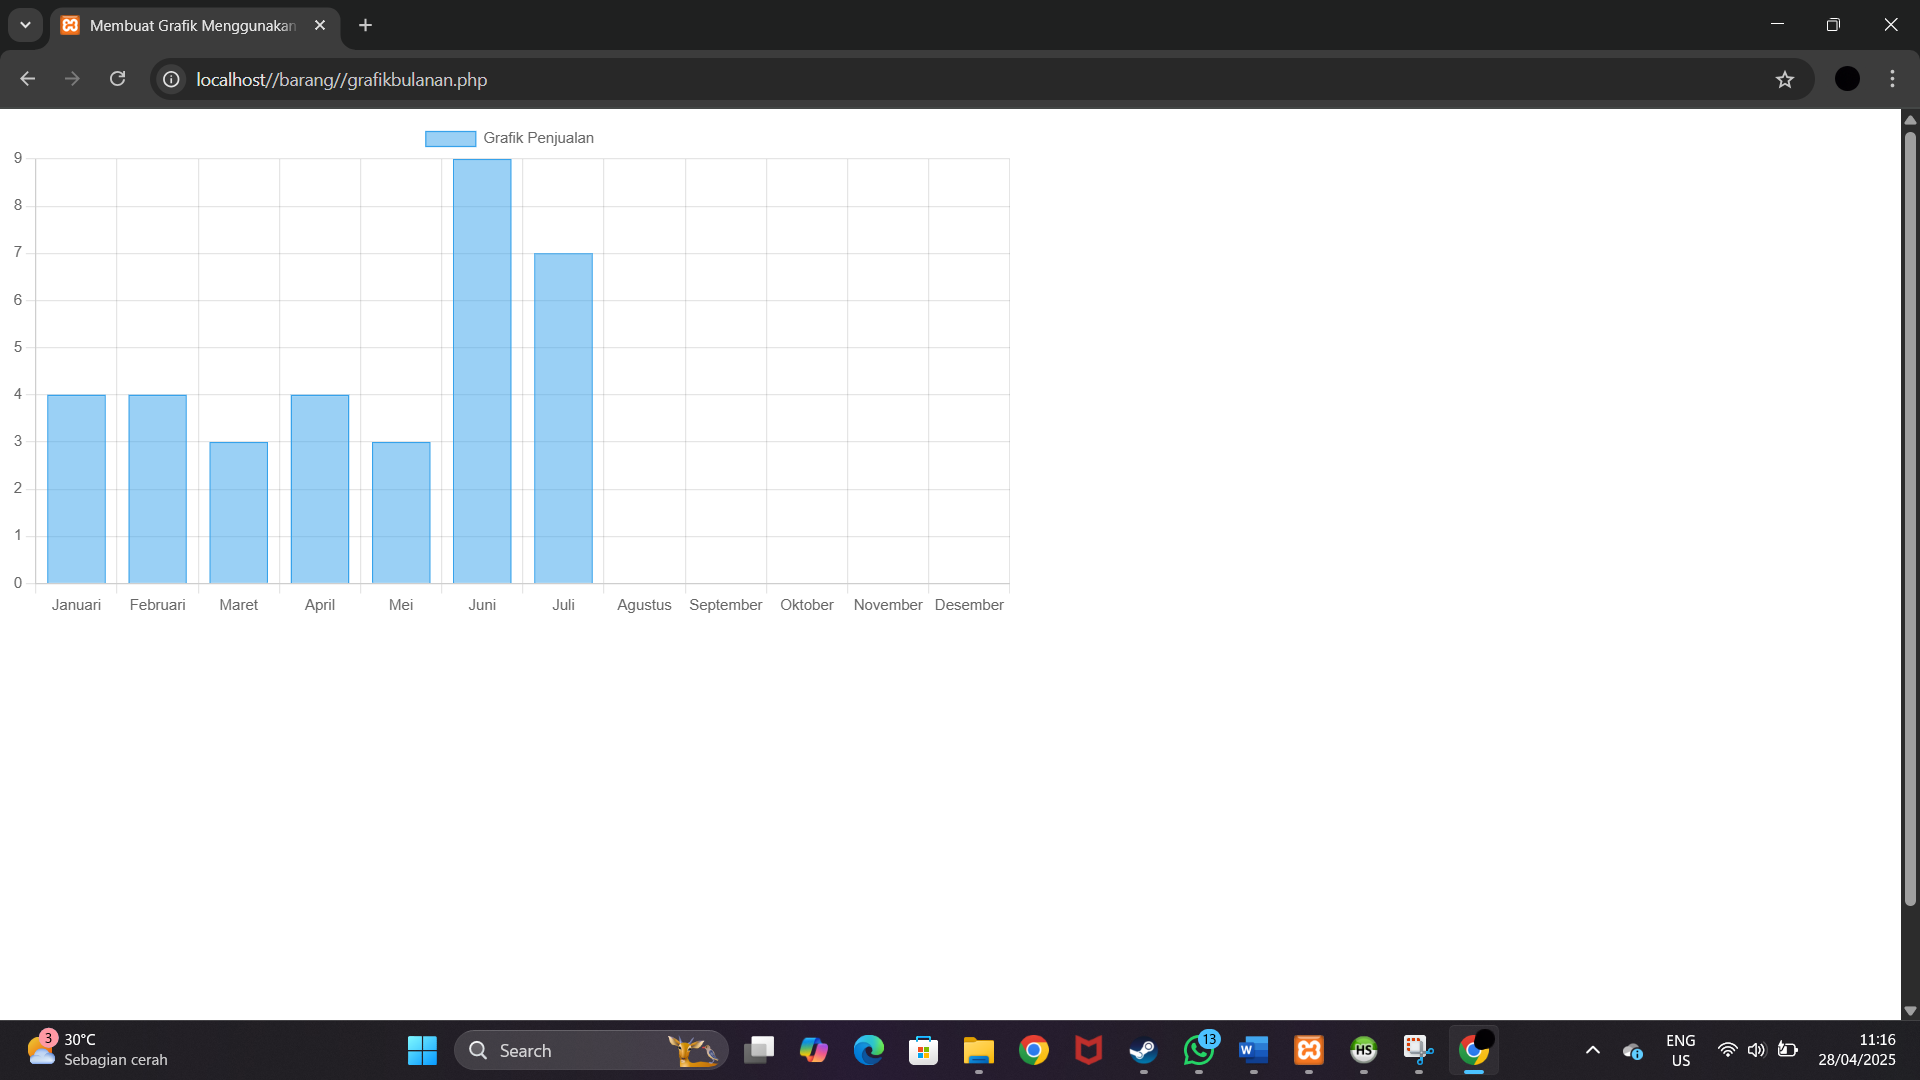 Membuat Grafik Menggunakan
localhost//barang//grafikbulanan.php
Grafik Penjualan
9
8
7
6
5
4
3
2
1
0
Januari Februari Maret April Mei Juni Juli Agustus September Oktober November Desember
3
30°C
Sebagian cerah
Search
13
W
HS
ENG
US
11:16
28/04/2025